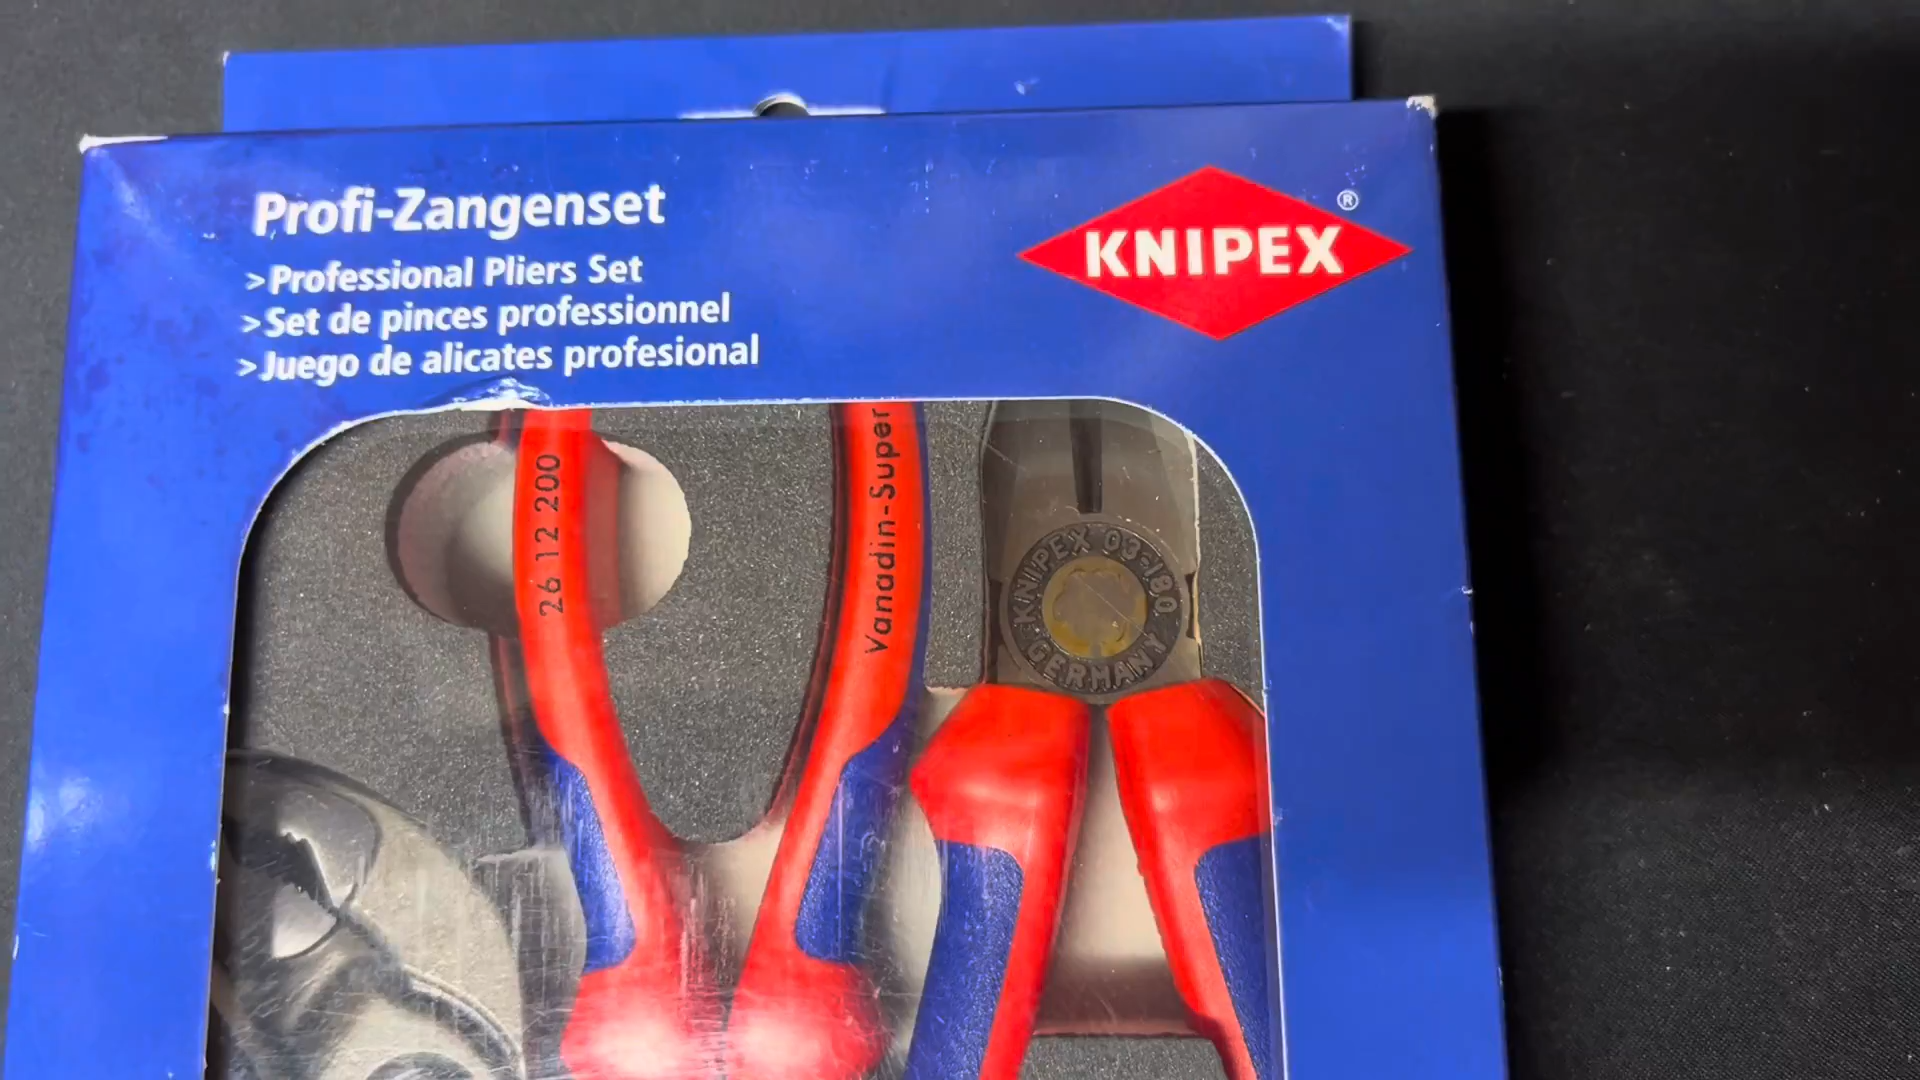 Profi-Zangenset
>Professional Pliers Set
>Set de pinces professionnel
>Juego de alicates profesional
KNIPEX
®
26 12 200
Vanadin-Super
KNIPEX 03-180
GERMANY